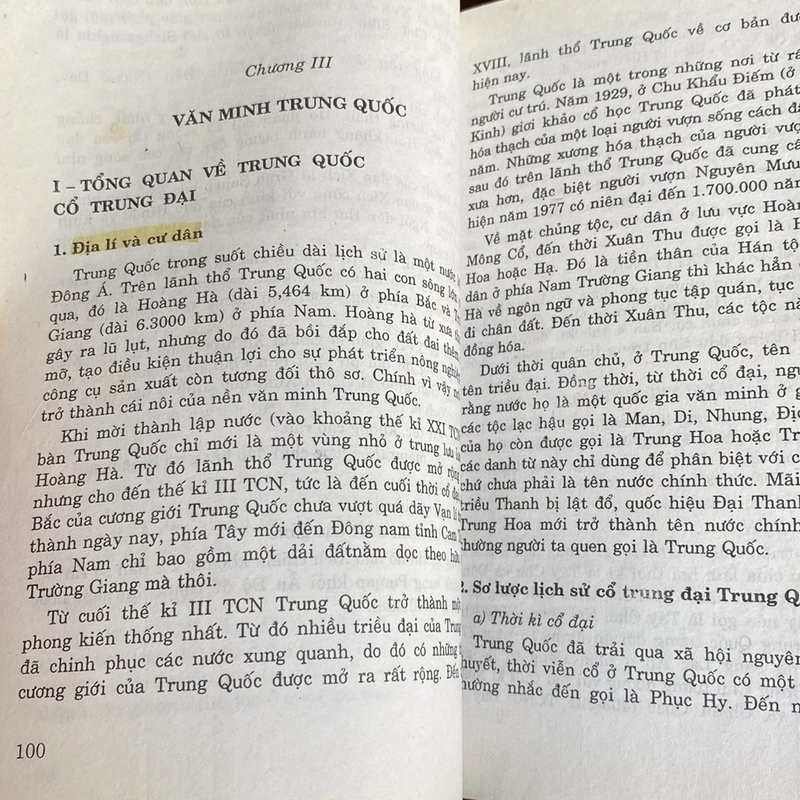 Chương III
VĂN MINH TRUNG QUỐC
I – TỔNG QUAN VỀ TRUNG QUỐC
CỔ TRUNG ĐẠI
1. Địa lí và cư dân
Trung Quốc trong suốt chiều dài lịch sử là một nước
Đông Á. Trên lãnh thổ Trung Quốc có hai con sông lớn
qua, đó là Hoàng Hà (dài 5,464 km) ở phía Bắc và
Giang (dài 6.3000 km) ở phía Nam. Hoàng hà từ xưa
gây ra lũ lụt, nhưng do đó đã bồi đắp cho đất đai thêm
mỡ, tạo điều kiện thuận lợi cho sự phát triển nông nghiệp
công cụ sản xuất còn tương đối thô sơ. Chính vì vậy
trở thành cái nôi của nền văn minh Trung Quốc.
Khi mời thành lập nước (vào khoảng thế kỉ XXI TCN
bàn Trung Quốc chỉ mới là một vùng nhỏ ở trung lưu
Hoàng Hà. Từ đó lãnh thổ Trung Quốc được mở rộng
nhưng cho đến thế kỉ III TCN, tức là đến cuối thời cổ
Bắc của cương giới Trung Quốc chưa vượt quá dãy Vạn lí
thành ngày nay, phía Tây mới đến Đông nam tỉnh Cam
phía Nam chỉ bao gồm một dải đấtnằm dọc theo hữu
Trường Giang mà thôi.
Từ cuối thế kỉ III TCN Trung Quốc trở thành một
phong kiến thống nhất. Từ đó nhiều triều đại của Trung
đã chinh phục các nước xung quanh, do đó có những
cương giới của Trung Quốc được mở ra rất rộng. Đến
100
XVIII, lãnh thổ Trung Quốc về cơ bản đư
hiện nay.
Trung Quốc là một trong những nơi từ rấ
người cư trú. Năm 1929, ở Chu Khẩu Điếm (ở
Kinh) giới khảo cổ học Trung Quốc đã phát
hóa thạch của một loại người vượn sống cách đâ
năm. Những xương hóa thạch của người vượ
sau đó trên lãnh thổ Trung Quốc đã cung cấ
xưa hơn, đặc biệt người vượn Nguyên Mưu
hiện năm 1977 có niên đại đến 1.700.000 năm
Về mặt chủng tộc, cư dân ở lưu vực Hoàn
Mông Cổ, đến thời Xuân Thu được gọi là H
Hoa hoặc Hạ. Đó là tiền thân của Hán tộ
dân ở phía Nam Trường Giang thì khác hẳn
Hà về ngôn ngữ và phong tục tập quán, tục
đi chân đất. Đến thời Xuân Thu, các tộc nà
đồng hóa.
Dưới thời quân chủ, ở Trung Quốc, tên
tên triều đại. Đồng thời, từ thời cổ đại, ngư
rằng nước họ là một quốc gia văn minh ở g
các tộc lạc hậu gọi là Man, Di, Nhung, Địc
của họ còn được gọi là Trung Hoa hoặc Tr
các danh từ này chỉ dùng để phân biệt với c
chứ chưa phải là tên nước chính thức. Mãi
triều Thanh bị lật đổ, quốc hiệu Đại Thanh
Trung Hoa mới trở thành tên nước chính
thường người ta quen gọi là Trung Quốc.
2. Sơ lược lịch sử cổ trung đại Trung Q
a) Thời kì cổ đại
Trung Quốc đã trải qua xã hội nguyên
huyết, thời viễn cổ ở Trung Quốc có một
hường nhắc đến gọi là Phục Hy. Đến n